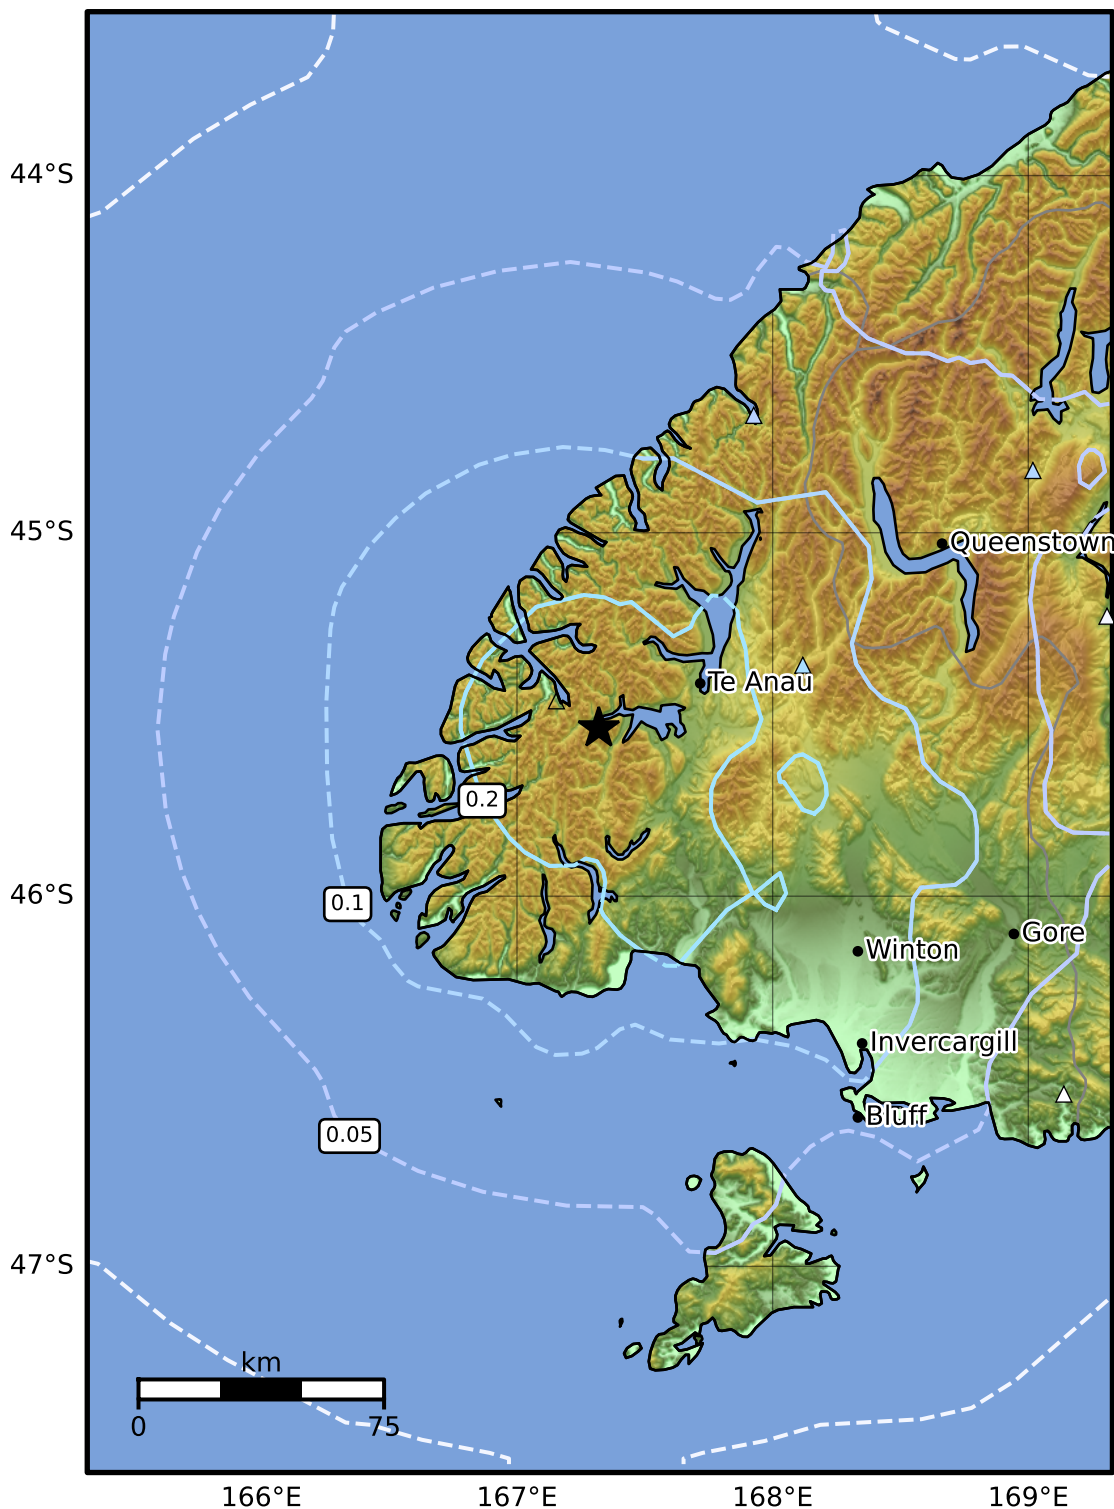 44°S
45°S
Queenstown
Te Anau
0.2
46°S
0.1
Gore
Winton
Invercargill
Bluff
0.05
47°S
km
0
75
166°E
167°E
168°E
169°E